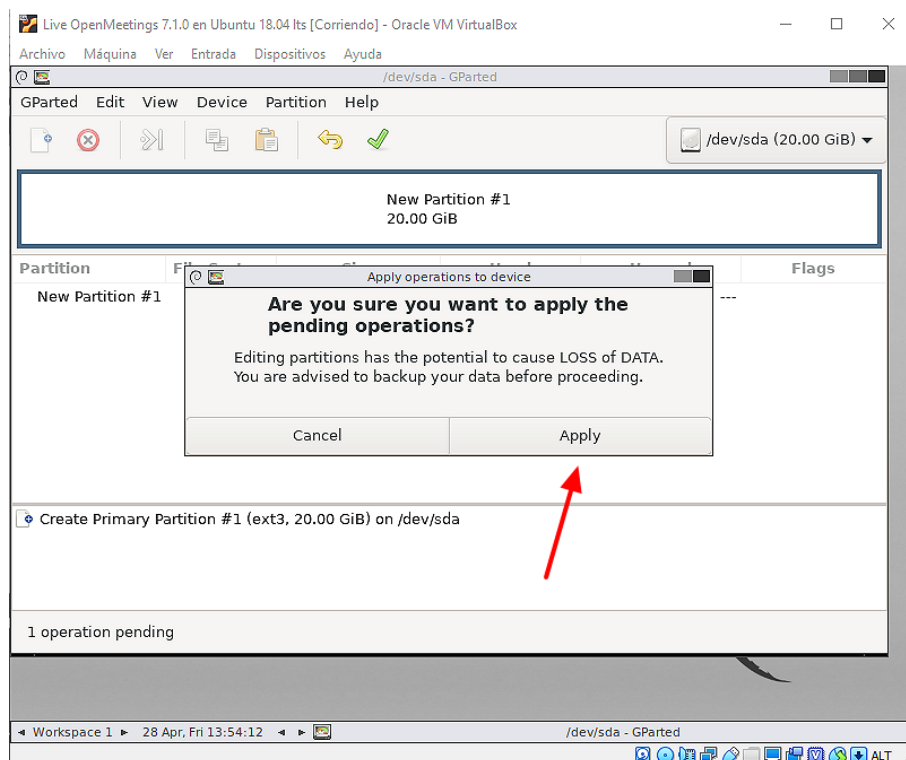 Live OpenMeetings 7.1.0 en Ubuntu 18.04 lts [Corriendo] - Oracle VM VirtualBox
Archivo Máquina Ver Entrada Dispositivos Ayuda
/dev/sda - GParted
GParted Edit View Device Partition Help
/dev/sda (20.00 GiB)
New Partition #1
20.00 GiB
Partition Flags
New Partition #1 ---
Apply operations to device
Are you sure you want to apply the
pending operations?
Editing partitions has the potential to cause LOSS of DATA.
You are advised to backup your data before proceeding.
Cancel Apply
Create Primary Partition #1 (ext3, 20.00 GiB) on /dev/sda
1 operation pending
Workspace 1 28 Apr, Fri 13:54:12 /dev/sda - GParted
ALT